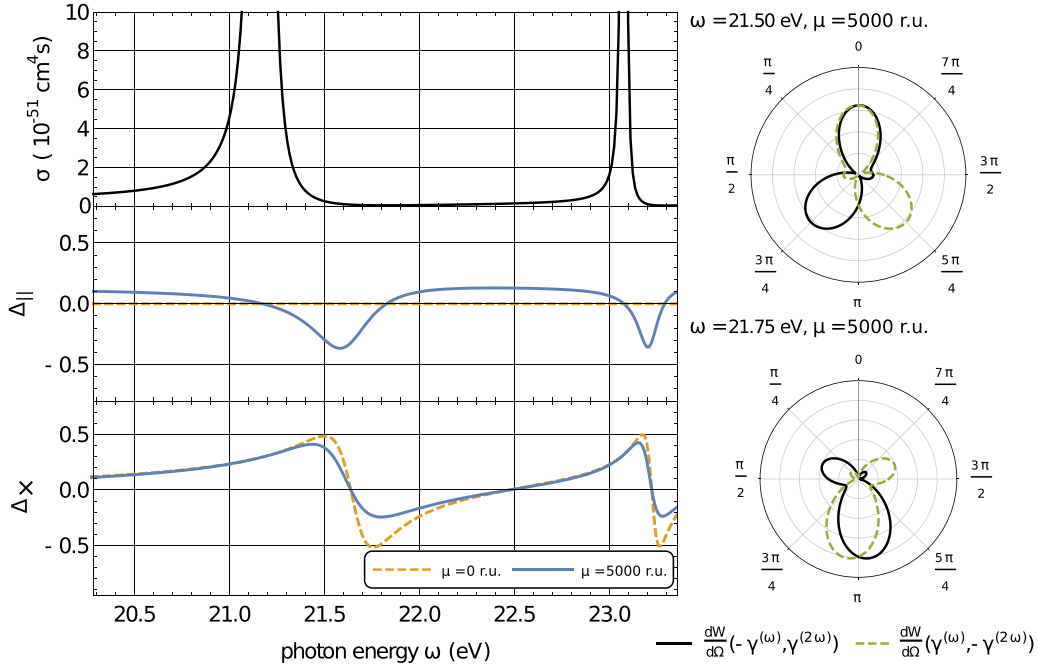 σ ( 10⁻⁵¹ cm⁴s)
10
8
6
4
2
0
Δ||
0.5
0.0
- 0.5
Δ×
0.5
0.0
- 0.5
μ =0 r.u.
μ =5000 r.u.
20.5 21.0 21.5 22.0 22.5 23.0
photon energy ω (eV)
ω =21.50 eV, μ =5000 r.u.
0
π/4
7π/4
π/2
3π/2
3π/4
5π/4
π
ω =21.75 eV, μ =5000 r.u.
0
π/4
7π/4
π/2
3π/2
3π/4
5π/4
π
dW/dΩ(- γ^(ω),γ^(2ω)) dW/dΩ(γ^(ω),- γ^(2ω))